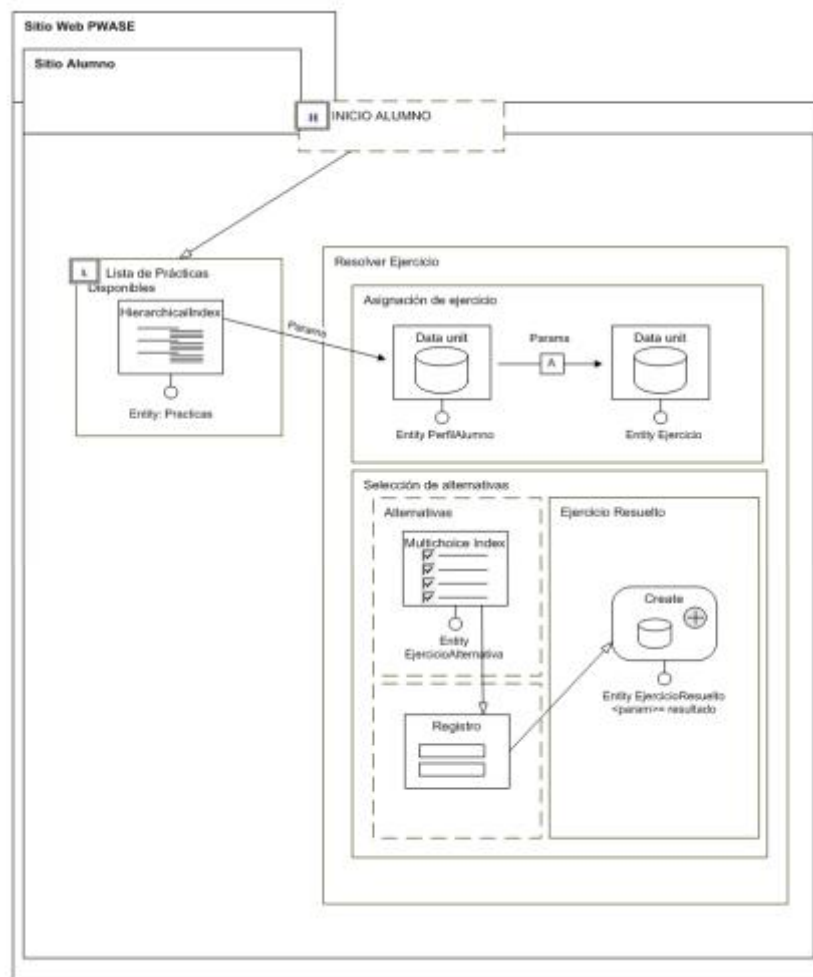 Sitio Web PWASE
Sitio Alumno
H INICIO ALUMNO
L Lista de Prácticas
Disponibles
HierarchicalIndex
Entity: Practicas
Params
Resolver Ejercicio
Asignación de ejercicio
Data unit
Entity PerfilAlumno
Params
A
Data unit
Entity Ejercicio
Selección de alternativas
Alternativas
Multichoice Index
Entity
EjercicioAlternativa
Registro
Ejercicio Resuelto
Create
Entity EjercicioResuelto
<param>= resultado